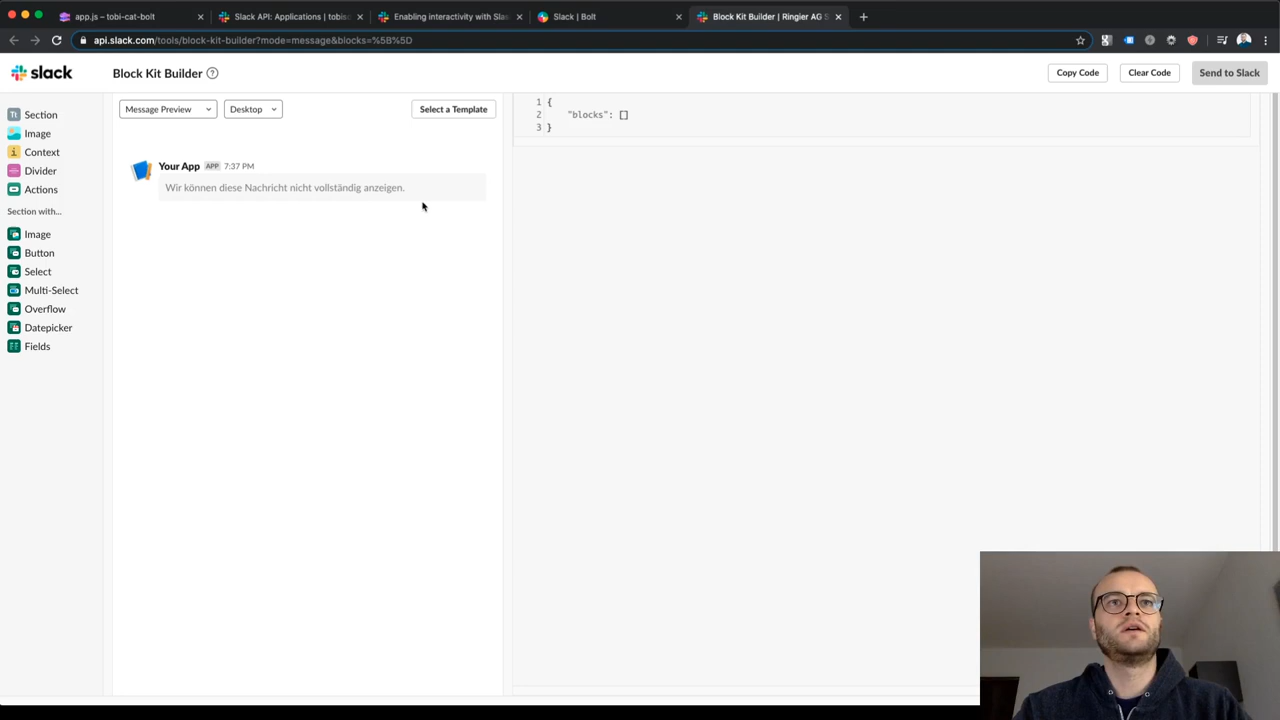 app.js – tobi-cat-bolt
Slack API: Applications | tobisc
Enabling interactivity with Slac
Slack | Bolt
Block Kit Builder | Ringier AG S
api.slack.com/tools/block-kit-builder?mode=message&blocks=%5B%5D
slack
Block Kit Builder ?
Copy Code
Clear Code
Send to Slack
Message Preview
Desktop
Select a Template
Tt Section
Image
Context
Divider
Actions
Section with...
Image
Button
Select
Multi-Select
Overflow
Datepicker
Fields
Your App APP 7:37 PM
Wir können diese Nachricht nicht vollständig anzeigen.
1 {
2 "blocks": []
3 }